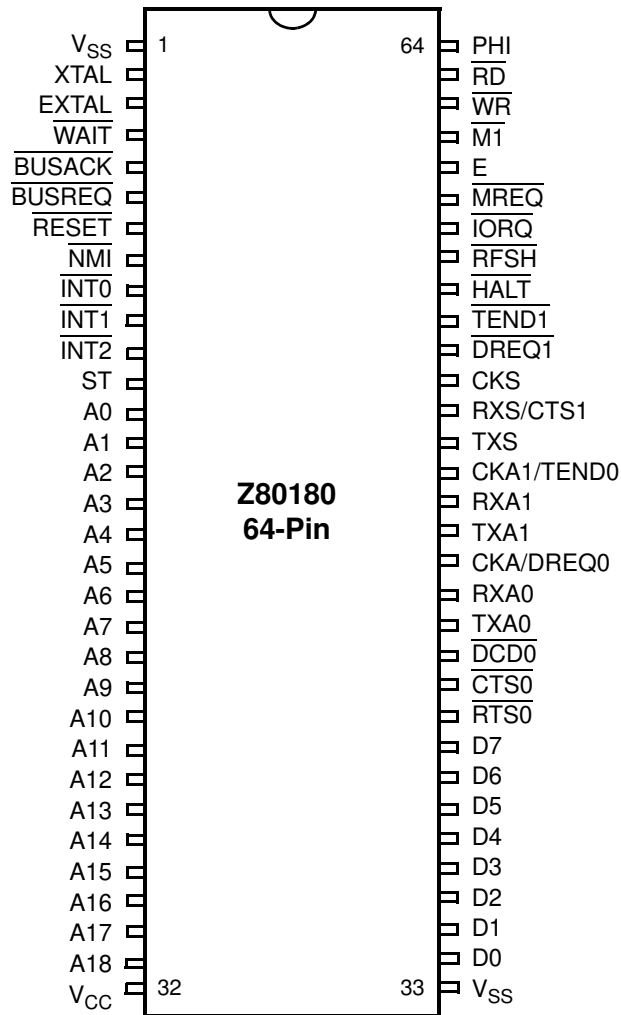 VSS 1 64 PHI
XTAL RD
EXTAL WR
WAIT M1
BUSACK E
BUSREQ MREQ
RESET IORQ
NMI RFSH
INT0 HALT
INT1 TEND1
INT2 DREQ1
ST CKS
A0 RXS/CTS1
A1 TXS
A2 CKA1/TEND0
A3 RXA1
A4 TXA1
A5 CKA/DREQ0
A6 RXA0
A7 TXA0
A8 DCD0
A9 CTS0
A10 RTS0
A11 D7
A12 D6
A13 D5
A14 D4
A15 D3
A16 D2
A17 D1
A18 D0
VCC 32 33 VSS
Z80180
64-Pin